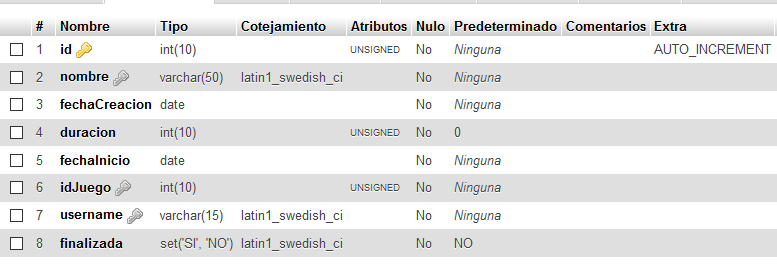 # Nombre Tipo Cotejamiento Atributos Nulo Predeterminado Comentarios Extra
1 id int(10) UNSIGNED No Ninguna AUTO_INCREMENT
2 nombre varchar(50) latin1_swedish_ci No Ninguna
3 fechaCreacion date No Ninguna
4 duracion int(10) UNSIGNED No 0
5 fechaInicio date No Ninguna
6 idJuego int(10) UNSIGNED No Ninguna
7 username varchar(15) latin1_swedish_ci No Ninguna
8 finalizada set('SI', 'NO') latin1_swedish_ci No NO